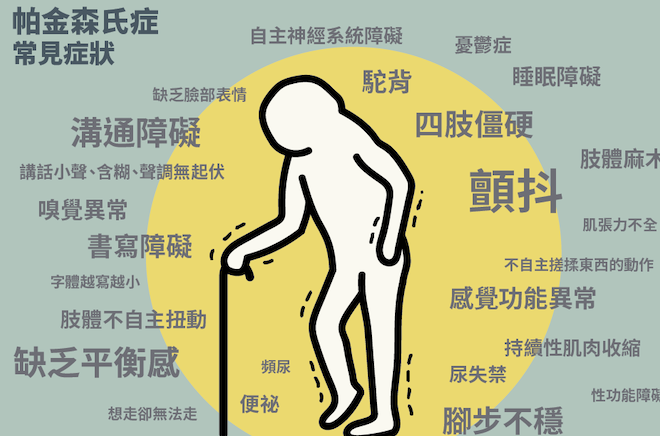 帕金森氏症
常見症狀
自主神經系統障礙
憂鬱症
駝背
睡眠障礙
缺乏臉部表情
溝通障礙
四肢僵硬
肢體麻木
講話小聲、含糊、聲調無起伏
顫抖
嗅覺異常
肌張力不全
書寫障礙
不自主搓揉東西的動作
字體越寫越小
感覺功能異常
肢體不自主扭動
持續性肌肉收縮
缺乏平衡感
頻尿
尿失禁
性功能障礙
便祕
想走卻無法走
腳步不穩